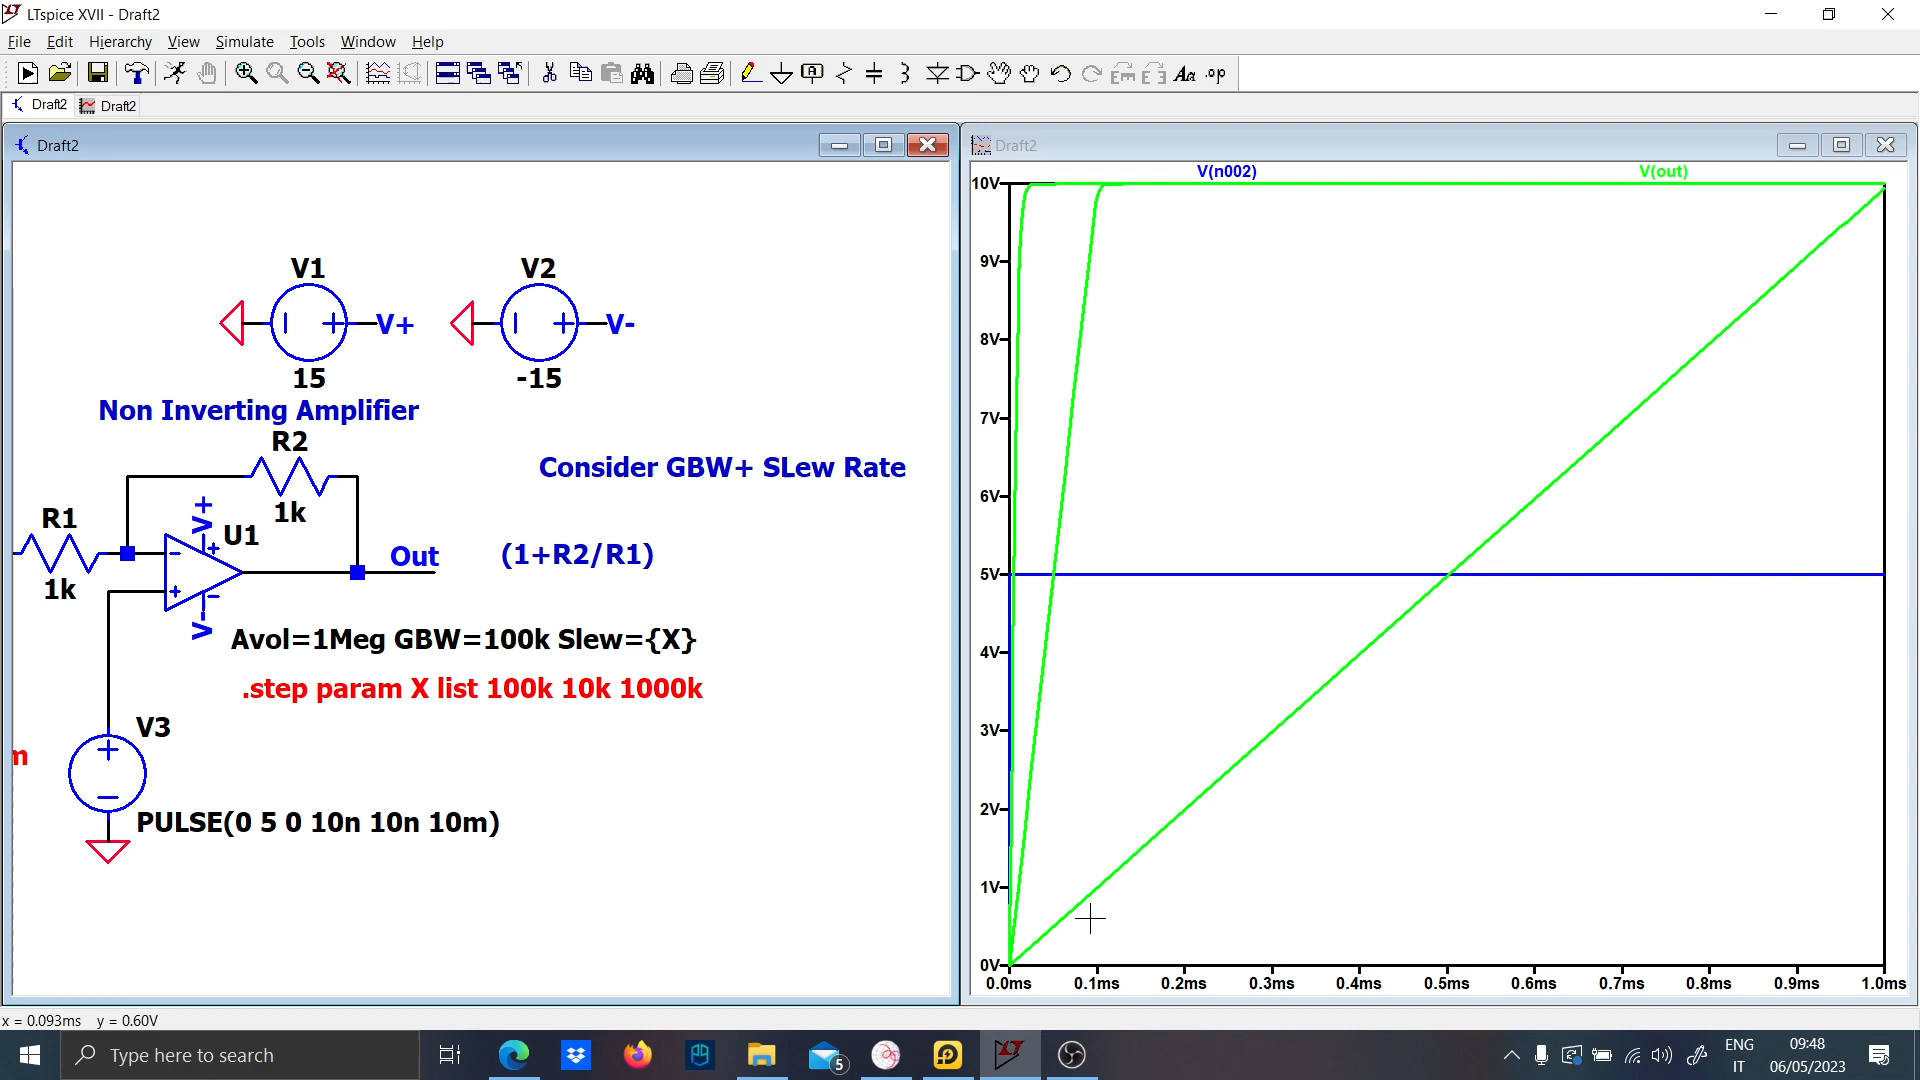 LTspice XVII - Draft2
File Edit Hierarchy View Simulate Tools Window Help
Draft2 Draft2
Draft2
V1
V+
15
V2
V-
-15
Non Inverting Amplifier
R2
1k
Consider GBW+ SLew Rate
R1
1k
V+
U1
V-
Out
(1+R2/R1)
Avol=1Meg GBW=100k Slew={X}
.step param X list 100k 10k 1000k
V3
m
PULSE(0 5 0 10n 10n 10m)
Draft2
V(n002) V(out)
10V
9V
8V
7V
6V
5V
4V
3V
2V
1V
0V
0.0ms 0.1ms 0.2ms 0.3ms 0.4ms 0.5ms 0.6ms 0.7ms 0.8ms 0.9ms 1.0ms
x = 0.093ms y = 0.60V
Type here to search
5
ENG
IT
09:48
06/05/2023